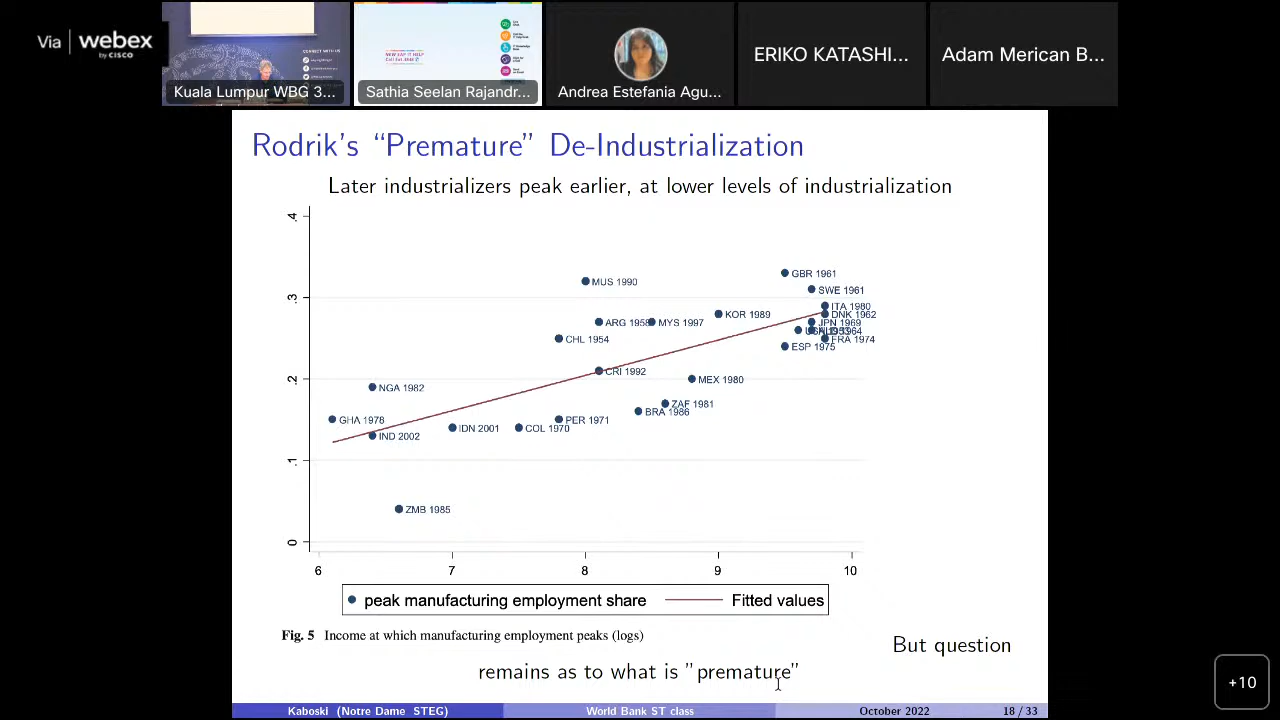 Via webex
by CISCO
CONNECT WITH US
Kuala Lumpur WBG 3...
Sathia Seelan Rajandr...
Andrea Estefania Agu...
ERIKO KATASHI...
Adam Merican B...
Rodrik's “Premature” De-Industrialization
Later industrializers peak earlier, at lower levels of industrialization
.4
.3
.2
.1
0
GBR 1961
MUS 1990
SWE 1961
ITA 1980
KOR 1989
DNK 1962
ARG 1958
MYS 1997
JPN 1969
CHL 1954
FRA 1974
ESP 1975
CRI 1992
MEX 1980
NGA 1982
ZAF 1981
BRA 1986
GHA 1978
PER 1971
IND 2002
IDN 2001
COL 1970
ZMB 1985
6 7 8 9 10
peak manufacturing employment share Fitted values
Fig. 5 Income at which manufacturing employment peaks (logs)
But question
remains as to what is "premature"
Kaboski (Notre Dame STEG) World Bank ST class October 2022 18 / 33
+10